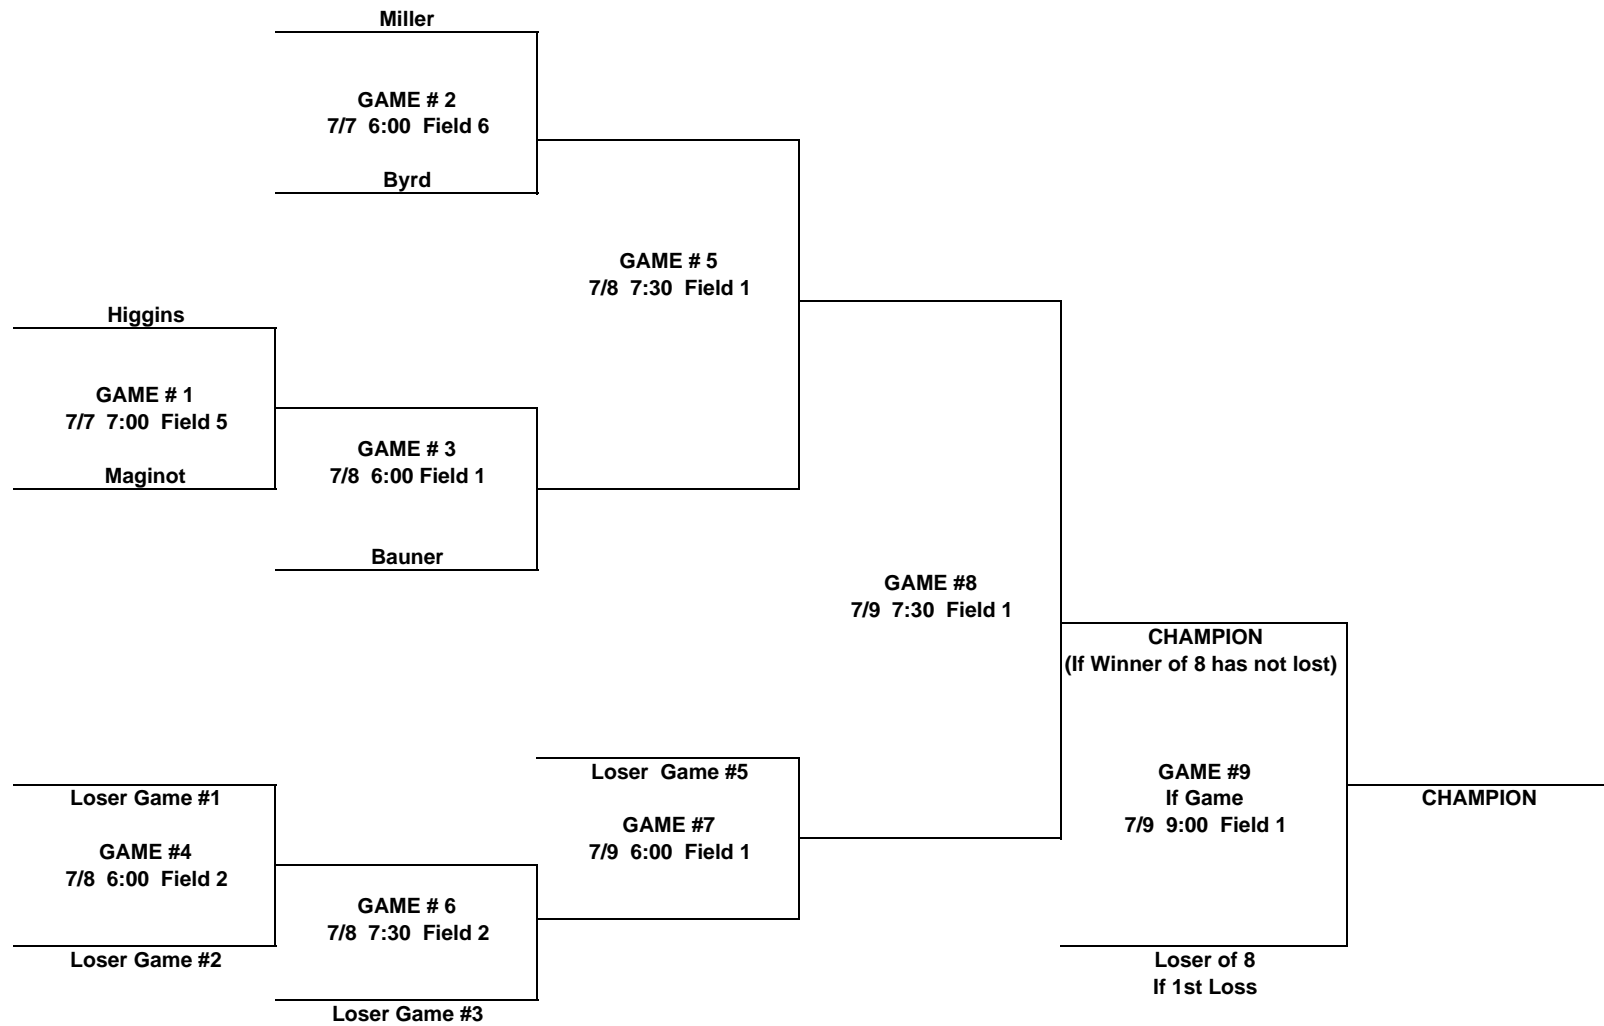 Miller
GAME # 2
7/7 6:00 Field 6
Byrd
GAME # 5
7/8 7:30 Field 1
Higgins
GAME # 1
7/7 7:00 Field 5
Maginot
GAME # 3
7/8 6:00 Field 1
Bauner
GAME #8
7/9 7:30 Field 1
CHAMPION
(If Winner of 8 has not lost)
Loser Game #1
GAME #4
7/8 6:00 Field 2
Loser Game #2
GAME # 6
7/8 7:30 Field 2
Loser Game #3
Loser Game #5
GAME #7
7/9 6:00 Field 1
GAME #9
If Game
7/9 9:00 Field 1
Loser of 8
If 1st Loss
CHAMPION